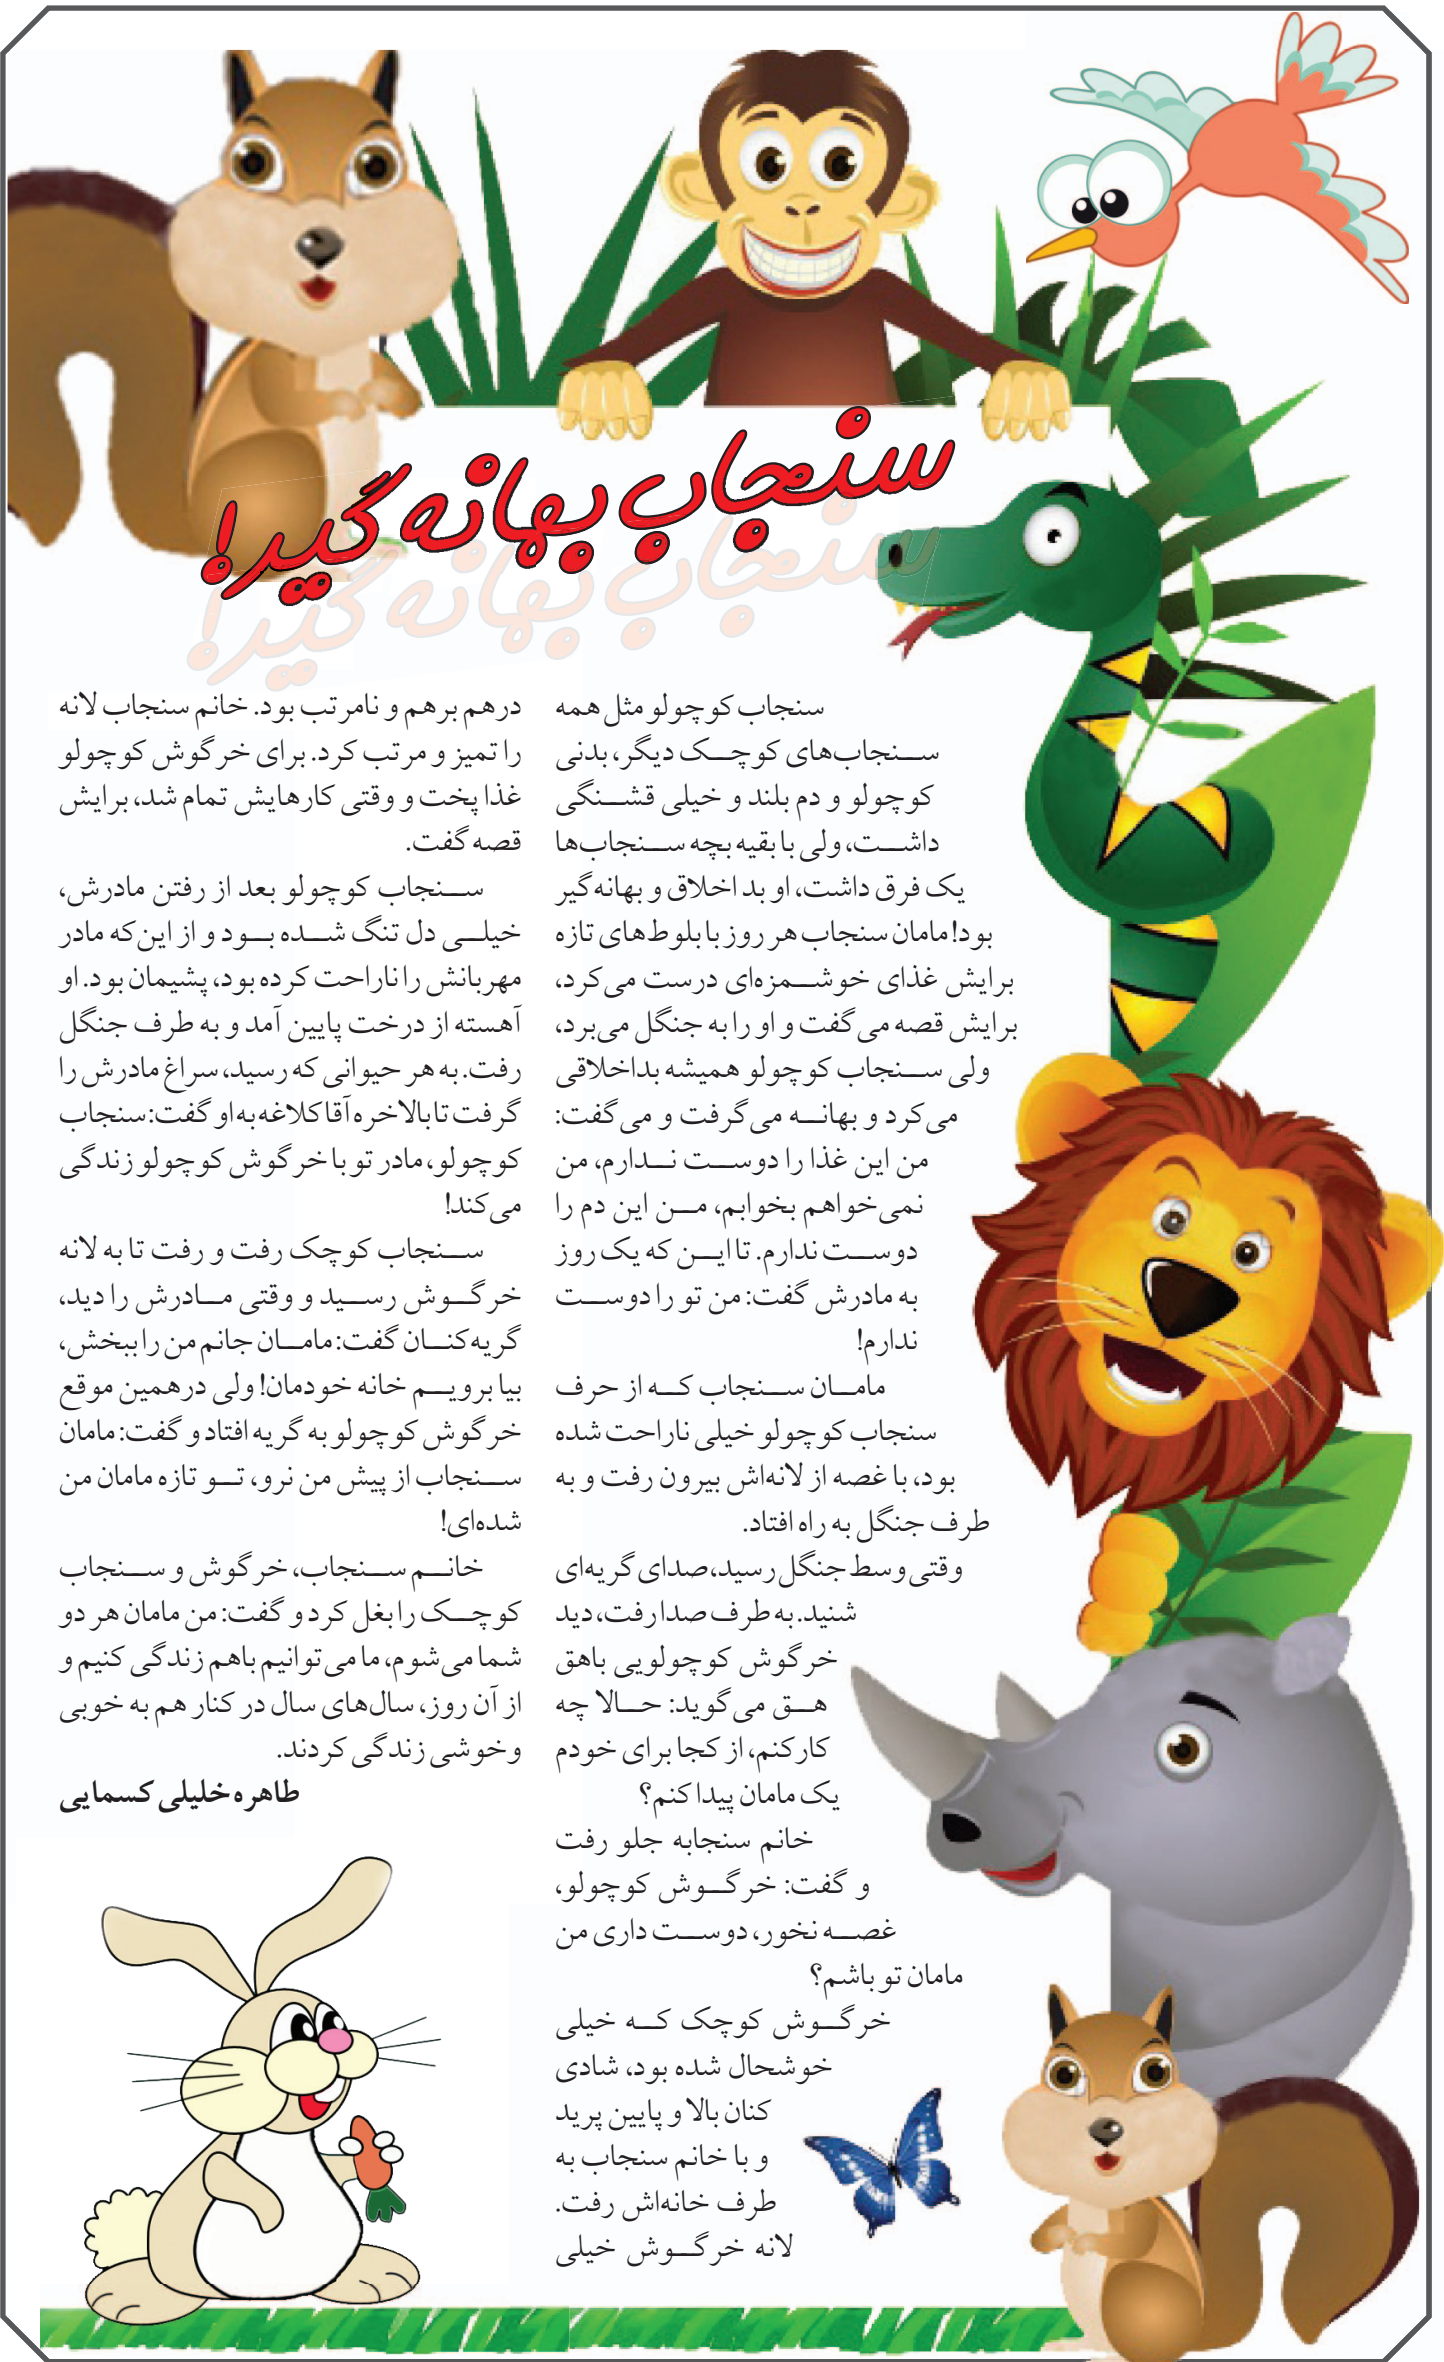 سنجاب بهانه گیر!
سنجاب کوچولو مثل همه
سنجاب‌های کوچک دیگر، بدنی
کوچولو و دم بلند و خیلی قشنگی
داشت، ولی با بقیه بچه سنجاب‌ها
یک فرق داشت، او بد اخلاق و بهانه‌گیر
بود! مامان سنجاب هر روز با بلوط‌های تازه
برایش غذای خوشمزه‌ای درست می‌کرد،
برایش قصه می‌گفت و او را به جنگل می‌برد،
ولی سنجاب کوچولو همیشه بداخلاقی
می‌کرد و بهانه می‌گرفت و می‌گفت:
من این غذا را دوست ندارم، من
نمی‌خواهم بخوابم، من این دم را
دوست ندارم. تا این که یک روز
به مادرش گفت: من تو را دوست
ندارم!
مامان سنجاب که از حرف
سنجاب کوچولو خیلی ناراحت شده
بود، با غصه از لانه‌اش بیرون رفت و به
طرف جنگل به راه افتاد.
وقتی وسط جنگل رسید، صدای گریه‌ای
شنید. به طرف صدا رفت، دید
خرگوش کوچولویی باهق
هق می‌گوید: حالا چه
کارکنم، از کجا برای خودم
یک مامان پیدا کنم؟
خانم سنجابه جلو رفت
و گفت: خرگوش کوچولو،
غصه نخور، دوست داری من
مامان تو باشم؟
خرگوش کوچک که خیلی
خوشحال شده بود، شادی
کنان بالا و پایین پرید
و با خانم سنجاب به
طرف خانه‌اش رفت.
لانه خرگوش خیلی
درهم برهم و نامرتب بود. خانم سنجاب لانه
را تمیز و مرتب کرد. برای خرگوش کوچولو
غذا پخت و وقتی کارهایش تمام شد، برایش
قصه گفت.
سنجاب کوچولو بعد از رفتن مادرش،
خیلی دل تنگ شده بود و از این‌که مادر
مهربانش را ناراحت کرده بود، پشیمان بود. او
آهسته از درخت پایین آمد و به طرف جنگل
رفت. به هر حیوانی که رسید، سراغ مادرش را
گرفت تا بالاخره آقا کلاغه به او گفت: سنجاب
کوچولو، مادر تو با خرگوش کوچولو زندگی
می‌کند!
سنجاب کوچک رفت و رفت تا به لانه
خرگوش رسید و وقتی مادرش را دید،
گریه‌کنان گفت: مامان جانم من را ببخش،
بیا برویم خانه خودمان! ولی درهمین موقع
خرگوش کوچولو به گریه افتاد و گفت: مامان
سنجاب از پیش من نرو، تو تازه مامان من
شده‌ای!
خانم سنجاب، خرگوش و سنجاب
کوچک را بغل کرد و گفت: من مامان هر دو
شما می‌شوم، ما می‌توانیم باهم زندگی کنیم و
از آن روز، سال‌های سال در کنار هم به خوبی
وخوشی زندگی کردند.
طاهره خلیلی کسمایی